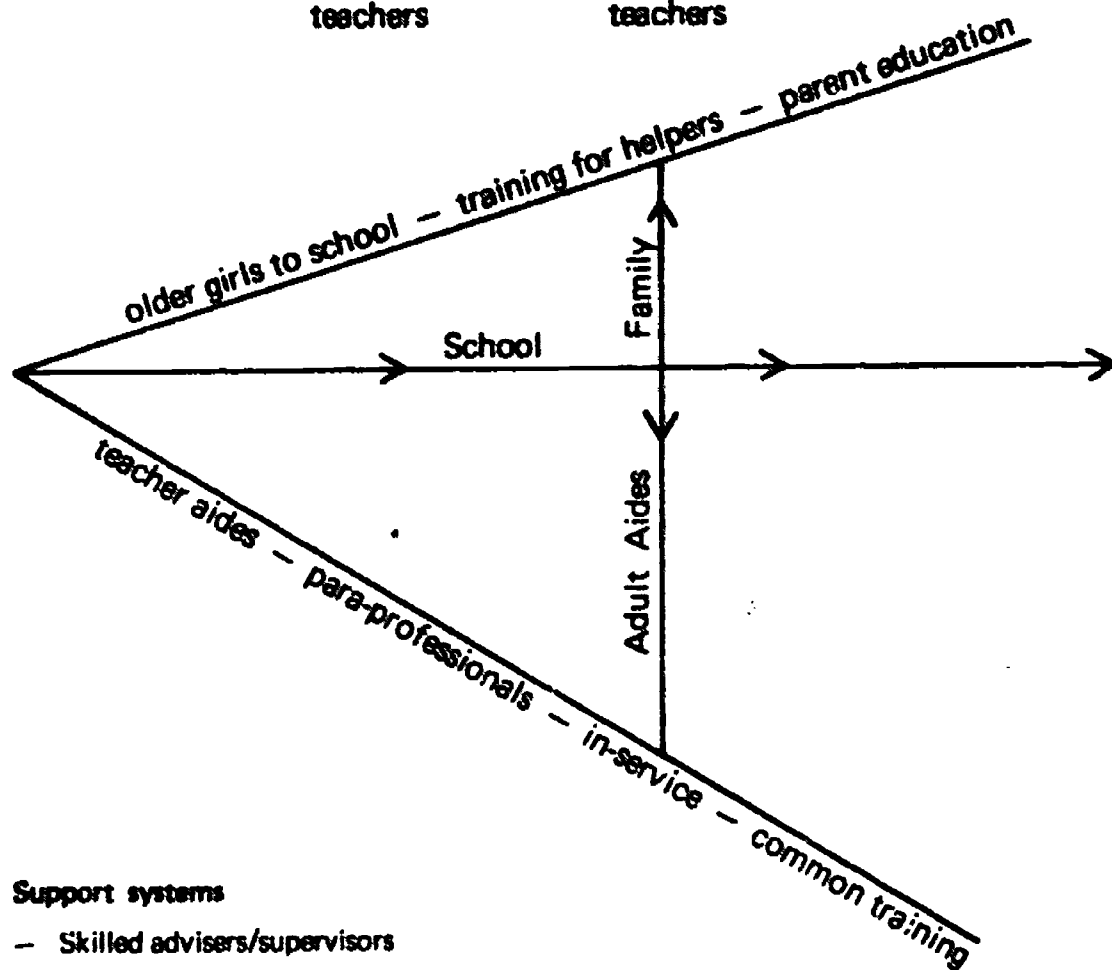 teachers teachers
older girls to school – training for helpers – parent education
Family
School
Adult Aides
teacher aides – para-professionals – in-service – common training
Support systems
– Skilled advisers/supervisors